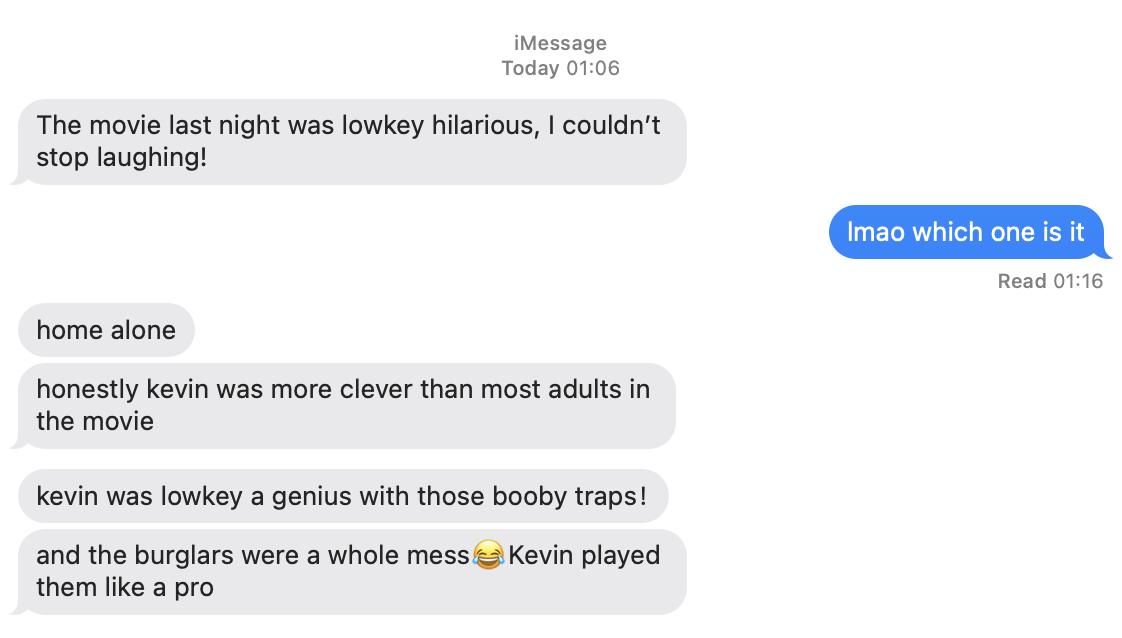 iMessage
Today 01:06
The movie last night was lowkey hilarious, I couldn’t
stop laughing!
lmao which one is it
Read 01:16
home alone
honestly kevin was more clever than most adults in
the movie
kevin was lowkey a genius with those booby traps!
and the burglars were a whole mess😂Kevin played
them like a pro